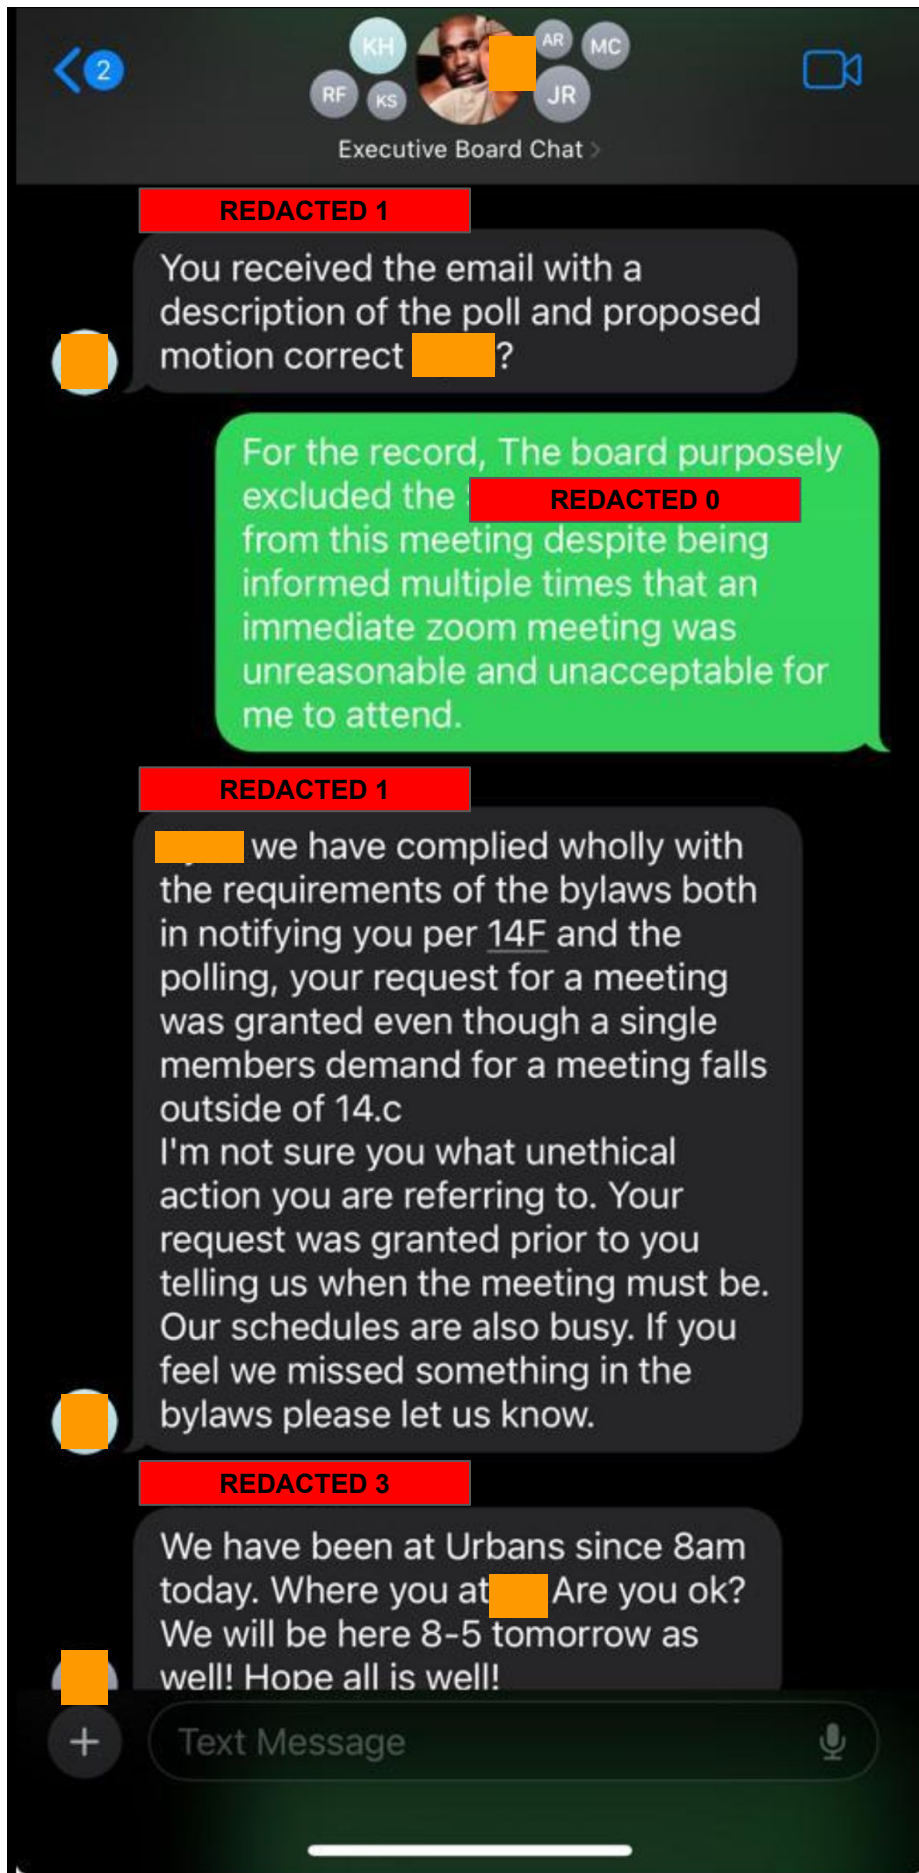 2
KH
AR
MC
RF
KS
JR
Executive Board Chat >
REDACTED 1
You received the email with a
description of the poll and proposed
motion correct ?
For the record, The board purposely
excluded the REDACTED 0
from this meeting despite being
informed multiple times that an
immediate zoom meeting was
unreasonable and unacceptable for
me to attend.
REDACTED 1
we have complied wholly with
the requirements of the bylaws both
in notifying you per 14F and the
polling, your request for a meeting
was granted even though a single
members demand for a meeting falls
outside of 14.c
I'm not sure you what unethical
action you are referring to. Your
request was granted prior to you
telling us when the meeting must be.
Our schedules are also busy. If you
feel we missed something in the
bylaws please let us know.
REDACTED 3
We have been at Urbans since 8am
today. Where you at Are you ok?
We will be here 8-5 tomorrow as
well! Hope all is well!
Text Message